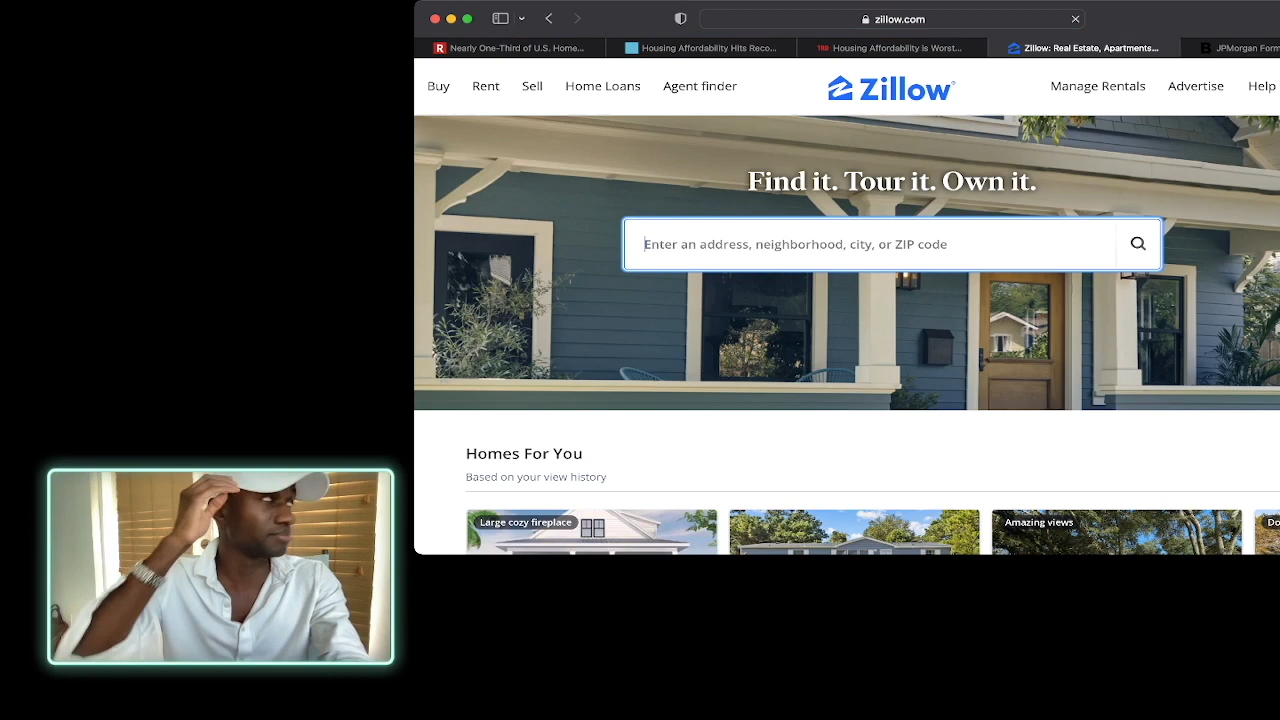 zillow.com
Nearly One-Third of U.S. Home...
Housing Affordability Hits Reco...
TRD Housing Affordability is Worst...
Zillow: Real Estate, Apartments...
JPMorgan Form
Buy Rent Sell Home Loans Agent finder Zillow Manage Rentals Advertise Help
Find it. Tour it. Own it.
Enter an address, neighborhood, city, or ZIP code
Homes For You
Based on your view history
Large cozy fireplace
Amazing views
Do